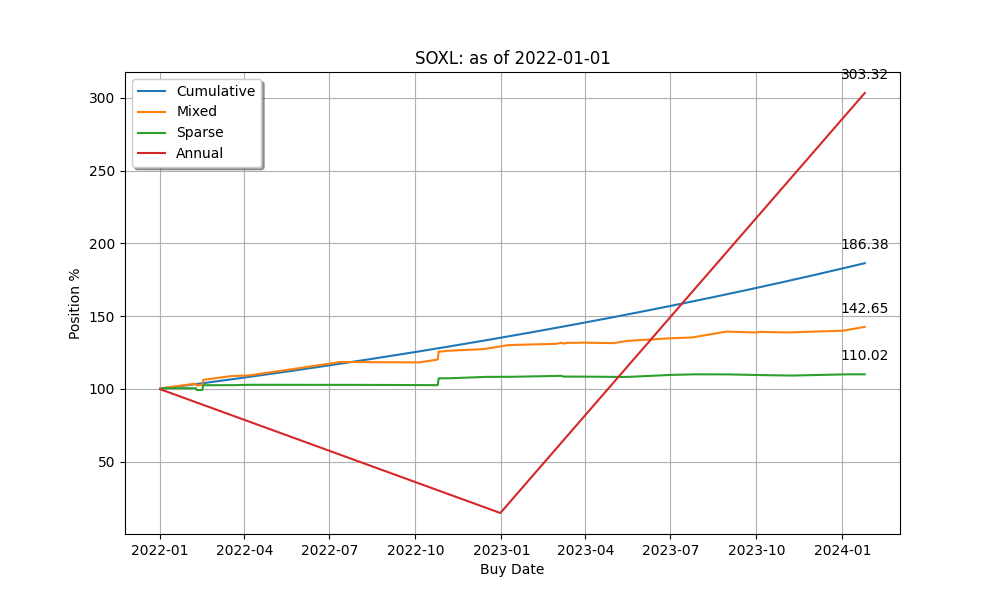 SOXL: as of 2022-01-01
Cumulative
Mixed
Sparse
Annual
303.32
186.38
142.65
110.02
300
250
200
150
100
50
Position %
2022-01 2022-04 2022-07 2022-10 2023-01 2023-04 2023-07 2023-10 2024-01
Buy Date